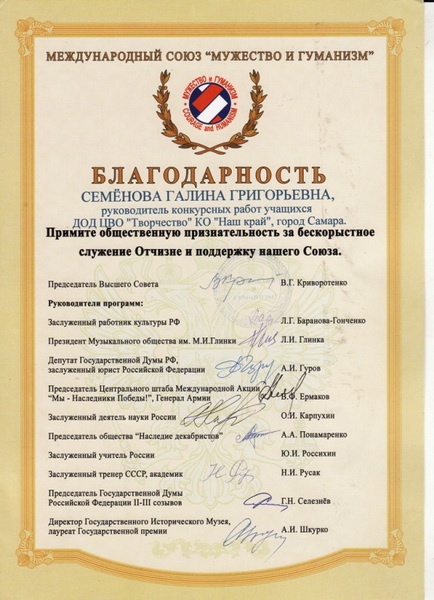 МЕЖДУНАРОДНЫЙ СОЮЗ "МУЖЕСТВО И ГУМАНИЗМ"
МУЖЕСТВО и ГУМАНИЗМ
COURAGE and HUMANISM
БЛАГОДАРНОСТЬ
СЕМЁНОВА ГАЛИНА ГРИГОРЬЕВНА,
руководитель конкурсных работ учащихся
ДОД ЦВО "Творчество" КО "Наш край", город Самара.
Примите общественную признательность за бескорыстное
служение Отчизне и поддержку нашего Союза.
Председатель Высшего Совета В.Г. Криворотенко
Руководители программ:
Заслуженный работник культуры РФ Л.Г. Баранова-Гонченко
Президент Музыкального общества им. М.И.Глинки Л.И. Глинка
Депутат Государственной Думы РФ,
заслуженный юрист Российской Федерации А.И. Гуров
Председатель Центрального штаба Международной Акции
"Мы - Наследники Победы!", Генерал Армии В.Ф. Ермаков
Заслуженный деятель науки России О.И. Карпухин
Председатель общества "Наследие декабристов" А.А. Понамаренко
Заслуженный учитель России Ю.И. Россихин
Заслуженный тренер СССР, академик Н.И. Русак
Председатель Государственной Думы
Российской Федерации II-III созывов Г.Н. Селезнёв
Директор Государственного Исторического Музея,
лауреат Государственной премии А.И. Шкурко